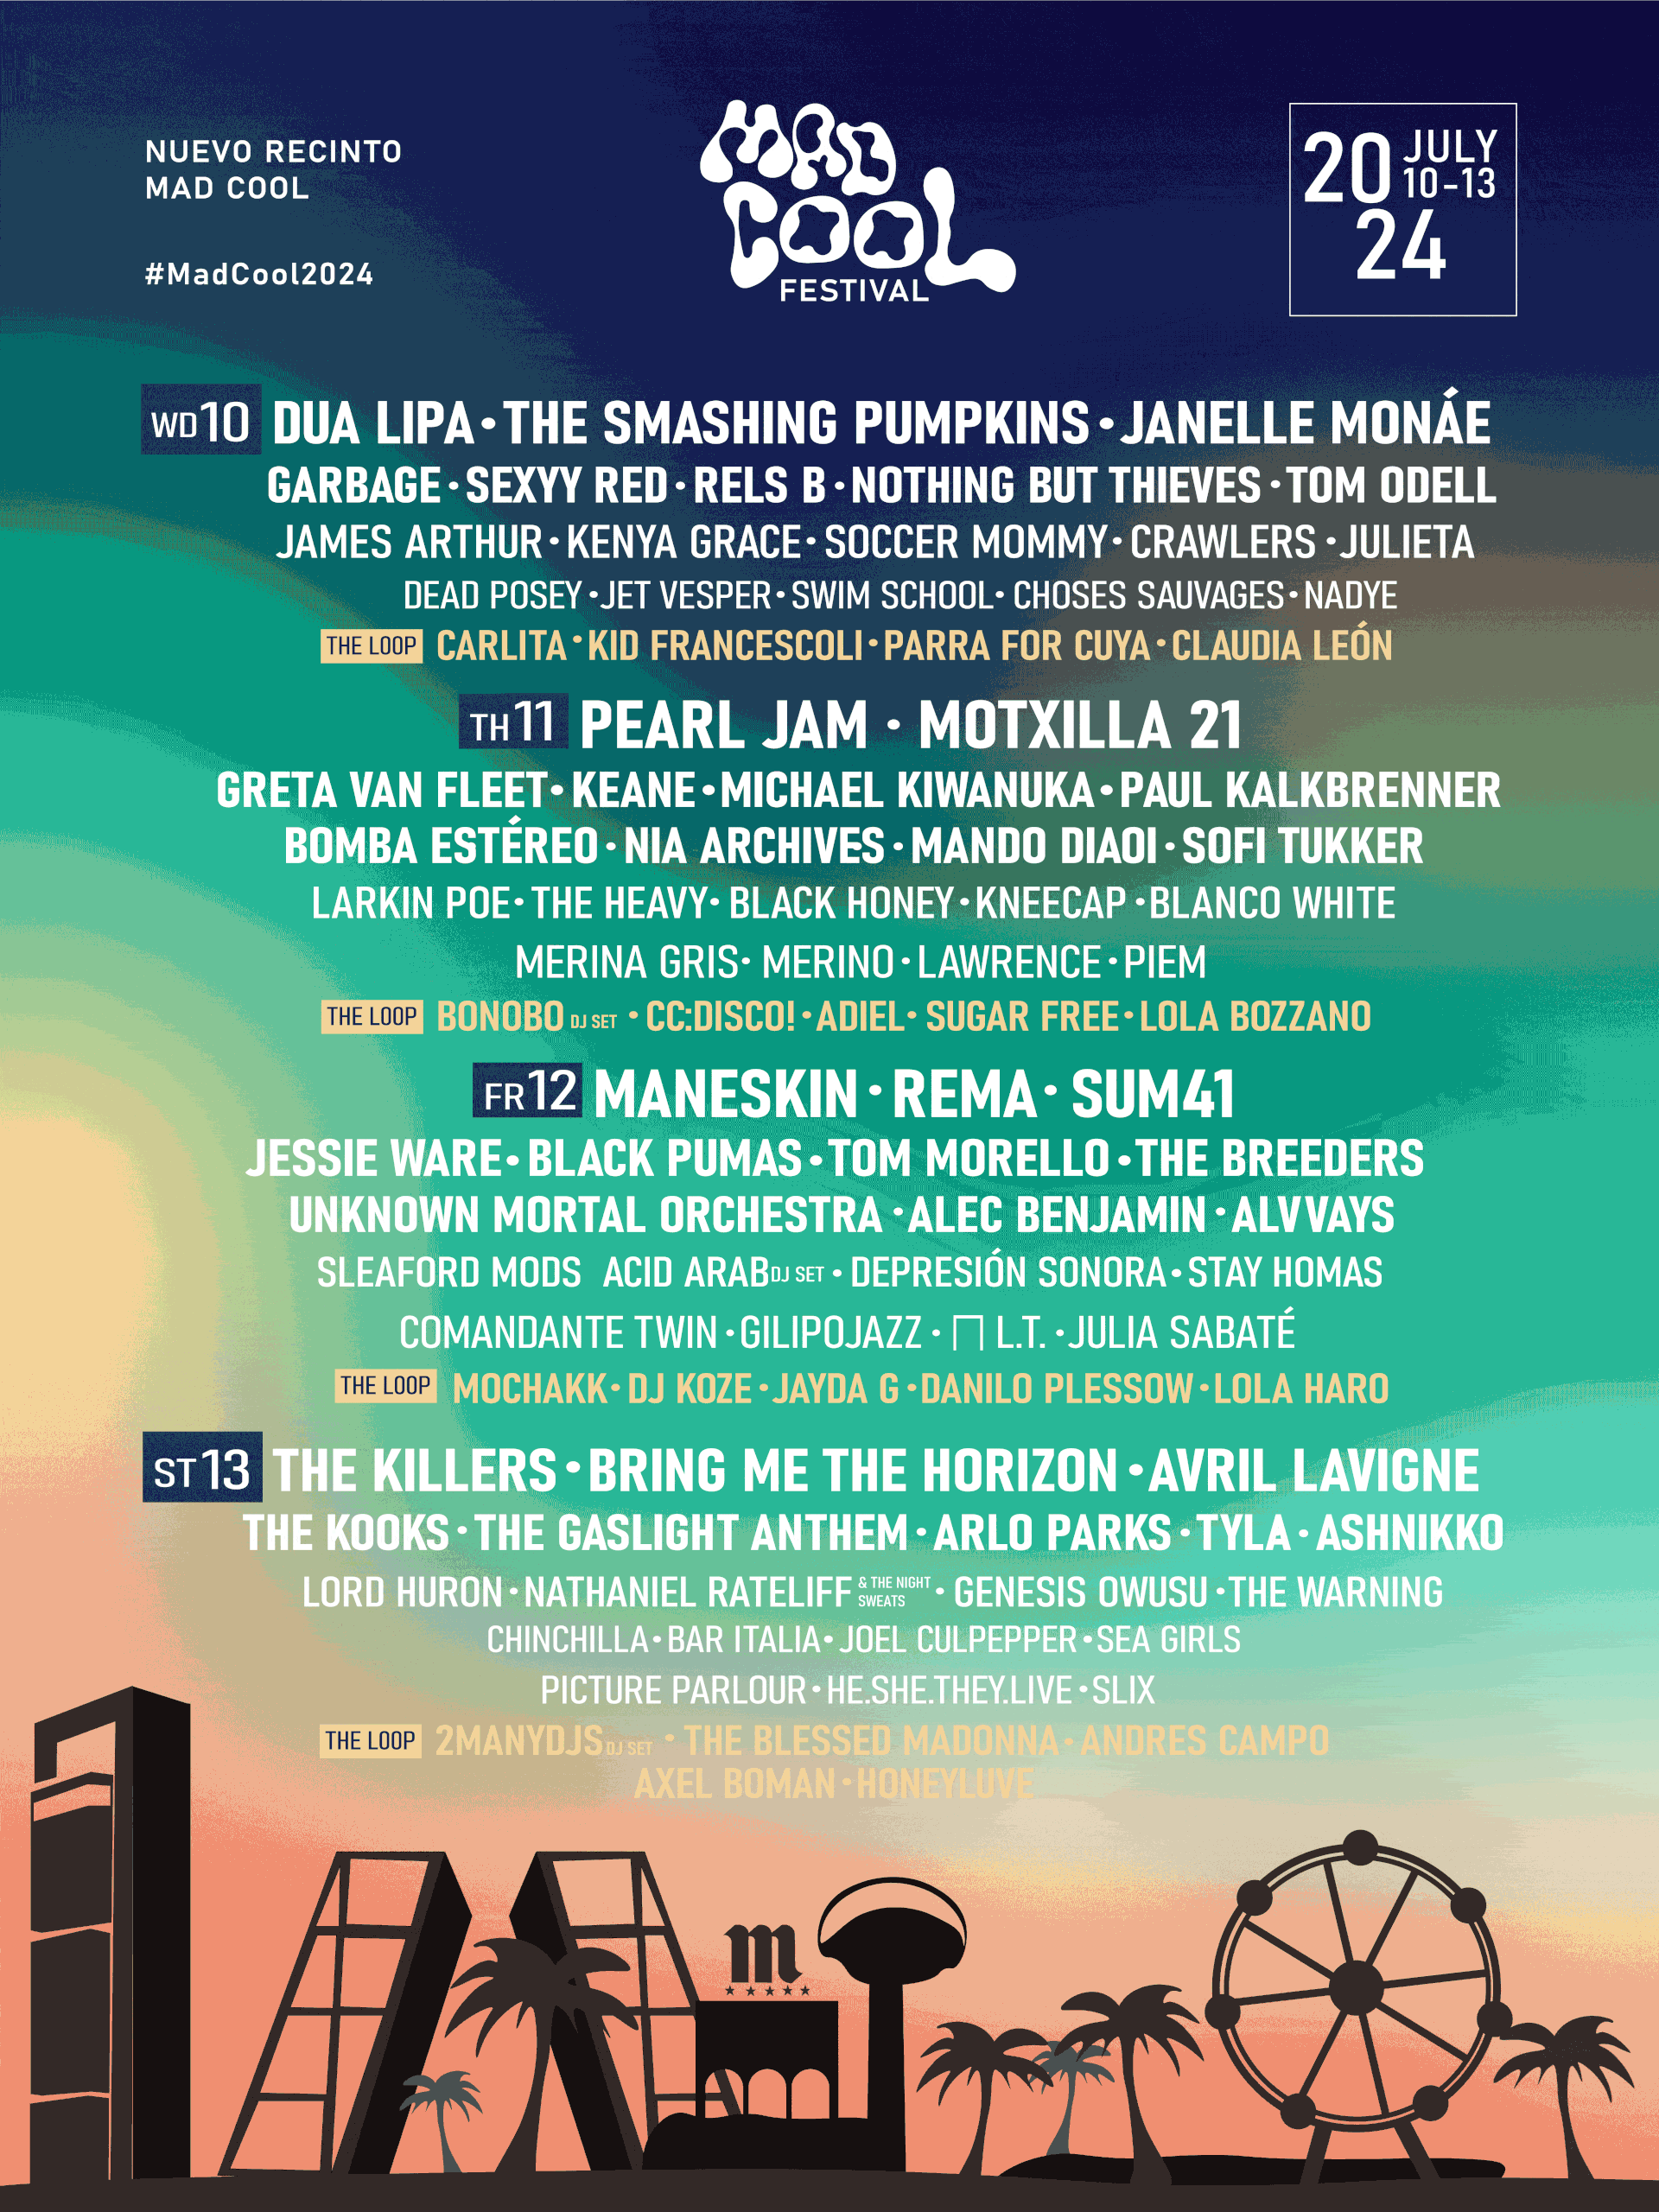 NUEVO RECINTO
MAD COOL
#MadCool2024
MAD
COOL
FESTIVAL
20 JULY
10-13
24
WD10 DUA LIPA • THE SMASHING PUMPKINS • JANELLE MONÁE
GARBAGE • SEXYY RED • RELS B • NOTHING BUT THIEVES • TOM ODELL
JAMES ARTHUR • KENYA GRACE • SOCCER MOMMY • CRAWLERS • JULIETA
DEAD POSEY • JET VESPER • SWIM SCHOOL • CHOSES SAUVAGES • NADYE
THE LOOP CARLITA • KID FRANCESCOLI • PARRA FOR CUYA • CLAUDIA LEÓN
TH11 PEARL JAM • MOTXILLA 21
GRETA VAN FLEET • KEANE • MICHAEL KIWANUKA • PAUL KALKBRENNER
BOMBA ESTÉREO • NIA ARCHIVES • MANDO DIAOI • SOFI TUKKER
LARKIN POE • THE HEAVY • BLACK HONEY • KNEECAP • BLANCO WHITE
MERINA GRIS • MERINO • LAWRENCE • PIEM
THE LOOP BONOBO DJ SET • CC:DISCO! • ADIEL • SUGAR FREE • LOLA BOZZANO
FR12 MANESKIN • REMA • SUM41
JESSIE WARE • BLACK PUMAS • TOM MORELLO • THE BREEDERS
UNKNOWN MORTAL ORCHESTRA • ALEC BENJAMIN • ALVVAYS
SLEAFORD MODS ACID ARAB DJ SET • DEPRESIÓN SONORA • STAY HOMAS
COMANDANTE TWIN • GILIPOJAZZ • ∏ L.T. • JULIA SABATÉ
THE LOOP MOCHAKK • DJ KOZE • JAYDA G • DANILO PLESSOW • LOLA HARO
ST13 THE KILLERS • BRING ME THE HORIZON • AVRIL LAVIGNE
THE KOOKS • THE GASLIGHT ANTHEM • ARLO PARKS • TYLA • ASHNIKKO
LORD HURON • NATHANIEL RATELIFF & THE NIGHT SWEATS • GENESIS OWUSU • THE WARNING
CHINCHILLA • BAR ITALIA • JOEL CULPEPPER • SEA GIRLS
PICTURE PARLOUR • HE.SHE.THEY.LIVE • SLIX
THE LOOP 2MANYDJS DJ SET • THE BLESSED MADONNA • ANDRES CAMPO
AXEL BOMAN • HONEYLUVE
m
★★★★★